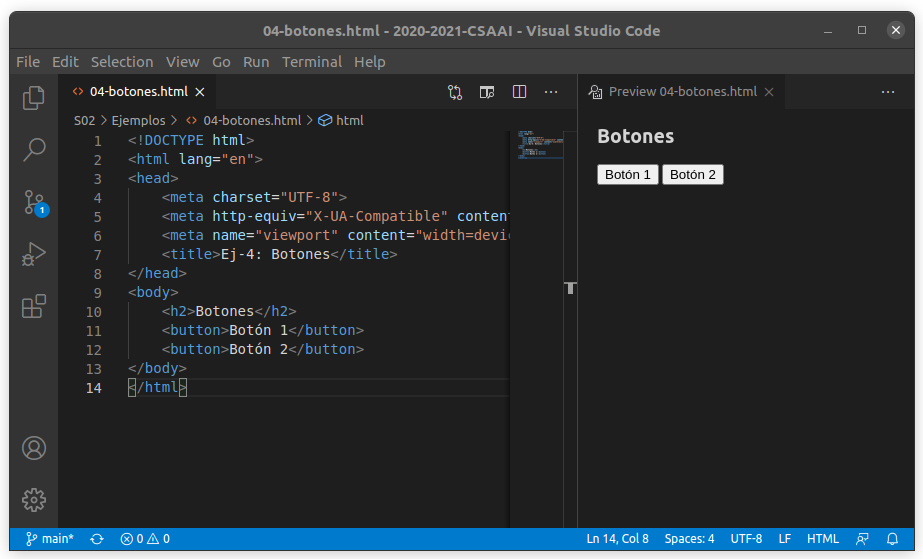 04-botones.html - 2020-2021-CSAAI - Visual Studio Code
File Edit Selection View Go Run Terminal Help
04-botones.html
Preview 04-botones.html
S02 > Ejemplos > 04-botones.html > html
1 <!DOCTYPE html>
2 <html lang="en">
3 <head>
4 <meta charset="UTF-8">
5 <meta http-equiv="X-UA-Compatible" content
6 <meta name="viewport" content="width=devic
7 <title>Ej-4: Botones</title>
8 </head>
9 <body>
10 <h2>Botones</h2>
11 <button>Botón 1</button>
12 <button>Botón 2</button>
13 </body>
14 </html>
Botones
Botón 1 Botón 2
1
main* 0 0 Ln 14, Col 8 Spaces: 4 UTF-8 LF HTML